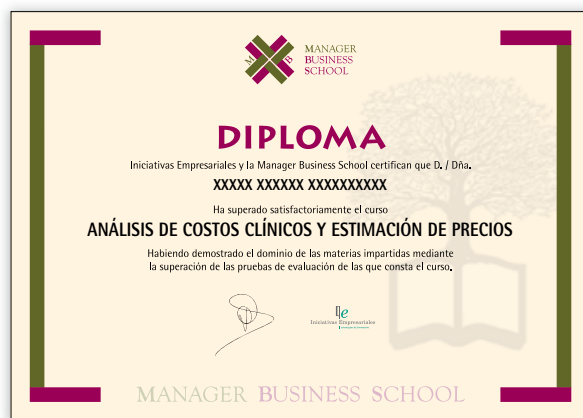 M B
MANAGER
BUSINESS
SCHOOL
DIPLOMA
Iniciativas Empresariales y la Manager Business School certifican que D. / Dña.
XXXXX XXXXXX XXXXXXXXXX
Ha superado satisfactoriamente el curso
ANÁLISIS DE COSTOS CLÍNICOS Y ESTIMACIÓN DE PRECIOS
Habiendo demostrado el dominio de las materias impartidas mediante
la superación de las pruebas de evaluación de las que consta el curso.
Iniciativas Empresariales
MANAGER BUSINESS SCHOOL